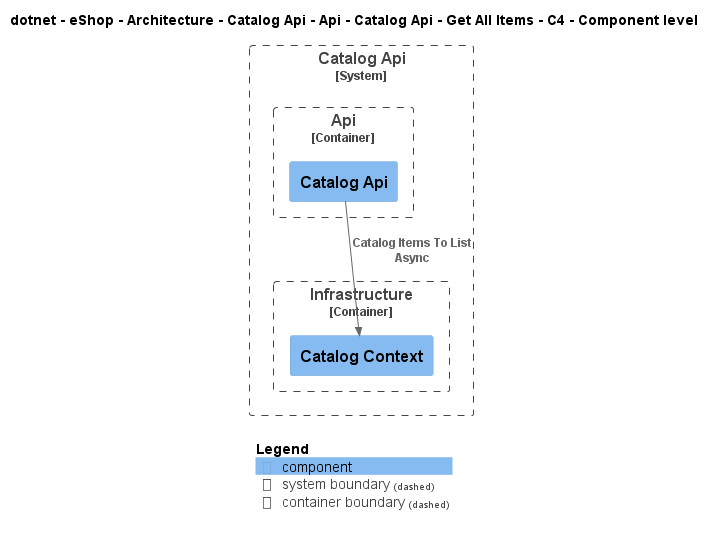 dotnet - eShop - Architecture - Catalog Api - Api - Catalog Api - Get All Items - C4 - Component level
Catalog Api
[System]
Api
[Container]
Catalog Api
Catalog Items To List
Async
Infrastructure
[Container]
Catalog Context
Legend
component
system boundary (dashed)
container boundary (dashed)